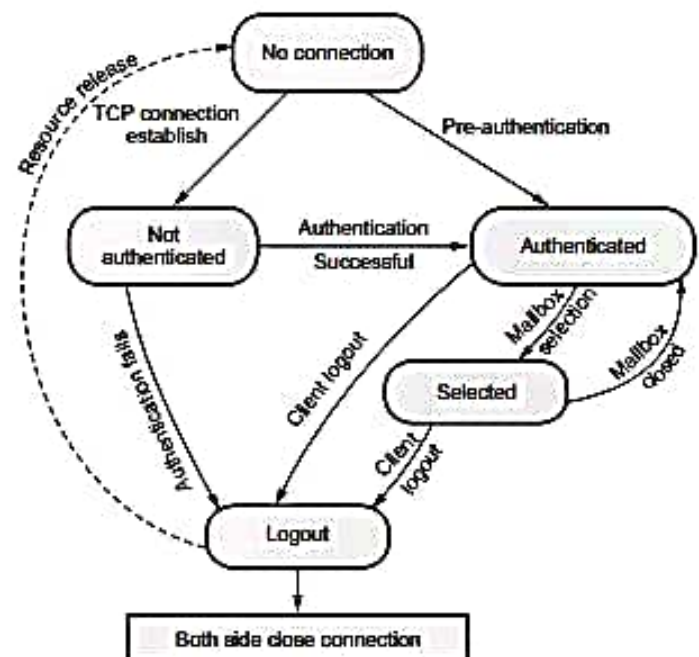 No connection
Resource release
TCP connection
establish
Pre-authentication
Not
authenticated
Authentication
Successful
Authenticated
Mailbox
selection
Mailbox
closed
Authentication fails
Client logout
Selected
Client
logout
Logout
Both side close connection